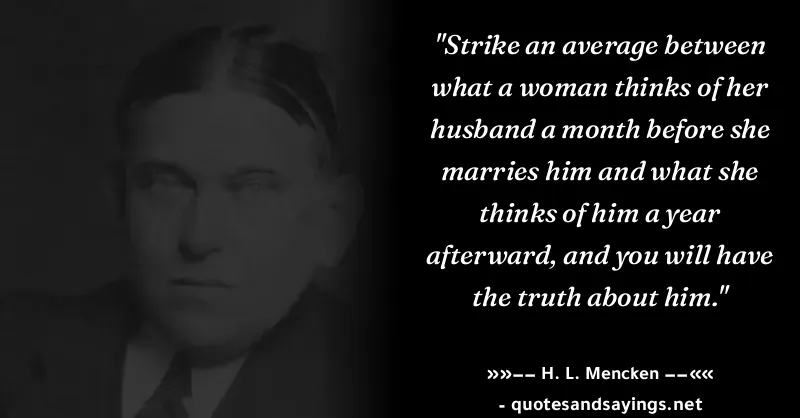 "Strike an average between
what a woman thinks of her
husband a month before she
marries him and what she
thinks of him a year
afterward, and you will have
the truth about him."
»»–– H. L. Mencken ––««
- quotesandsayings.net